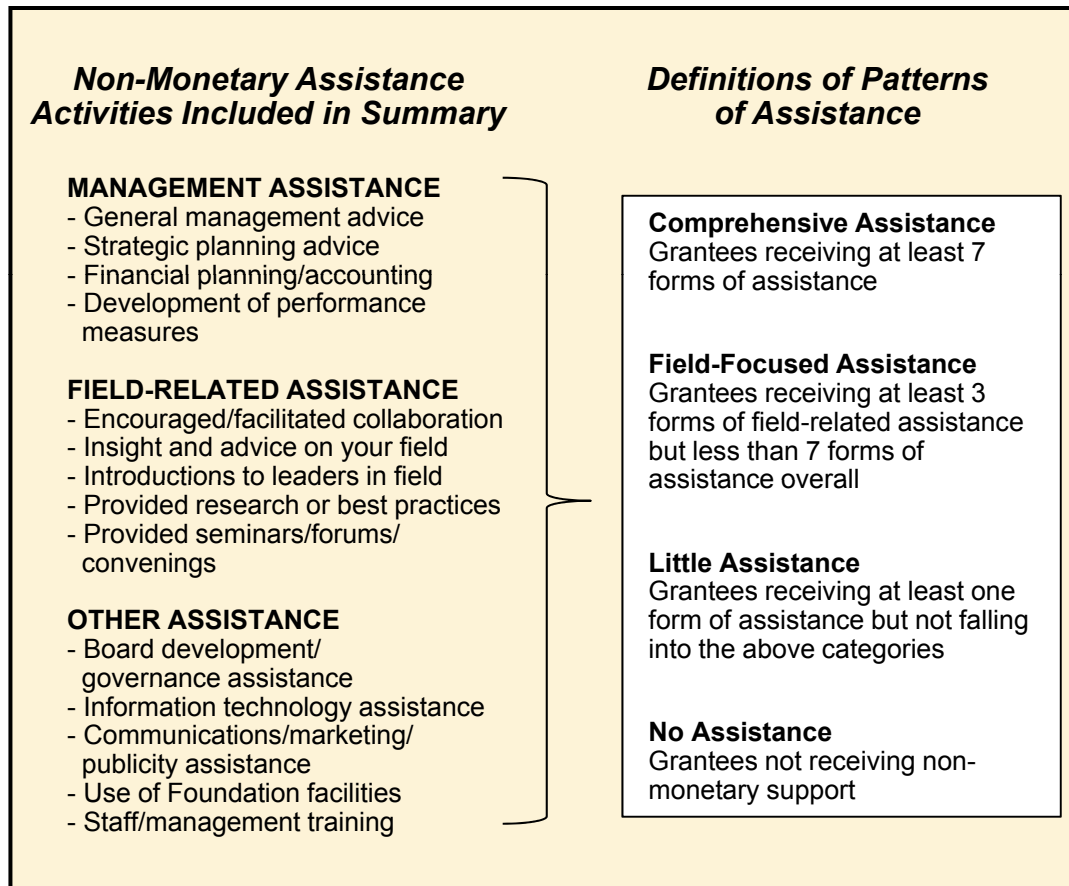 Non-Monetary Assistance
Activities Included in Summary
MANAGEMENT ASSISTANCE
- General management advice
- Strategic planning advice
- Financial planning/accounting
- Development of performance
measures
FIELD-RELATED ASSISTANCE
- Encouraged/facilitated collaboration
- Insight and advice on your field
- Introductions to leaders in field
- Provided research or best practices
- Provided seminars/forums/
convenings
OTHER ASSISTANCE
- Board development/
governance assistance
- Information technology assistance
- Communications/marketing/
publicity assistance
- Use of Foundation facilities
- Staff/management training
Definitions of Patterns
of Assistance
Comprehensive Assistance
Grantees receiving at least 7
forms of assistance
Field-Focused Assistance
Grantees receiving at least 3
forms of field-related assistance
but less than 7 forms of
assistance overall
Little Assistance
Grantees receiving at least one
form of assistance but not falling
into the above categories
No Assistance
Grantees not receiving non-
monetary support